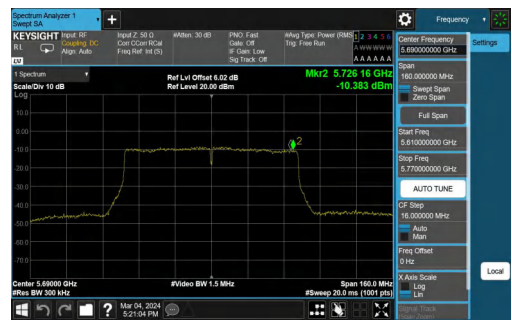 Spectrum Analyzer 1
Swept SA
+
Frequency
KEYSIGHT
RL
LV
Input: RF
Coupling: DC
Align: Auto
Input Z: 50 Ω
Corr CCorr RCal
Freq Ref: Int (S)
#Atten: 30 dB
PNO: Fast
Gate: Off
IF Gain: Low
Sig Track: Off
#Avg Type: Power (RMS)
Trig: Free Run
1 2 3 4 5 6
A W W W W W
A A A A A A
1 Spectrum
Scale/Div 10 dB
Log
Ref Lvl Offset 6.02 dB
Ref Level 20.00 dBm
Mkr2 5.726 16 GHz
-10.383 dBm
10.0
0.00
-10.0
-20.0
-30.0
-40.0
-50.0
-60.0
-70.0
2
Center 5.69000 GHz
#Res BW 300 kHz
#Video BW 1.5 MHz
Span 160.0 MHz
#Sweep 20.0 ms (1001 pts)
Center Frequency
5.690000000 GHz
Span
160.000000 MHz
Swept Span
Zero Span
Full Span
Start Freq
5.610000000 GHz
Stop Freq
5.770000000 GHz
AUTO TUNE
CF Step
16.000000 MHz
Auto
Man
Freq Offset
0 Hz
X Axis Scale
Log
Lin
Signal Track
Settings
Local
?
Mar 04, 2024
5:21:04 PM